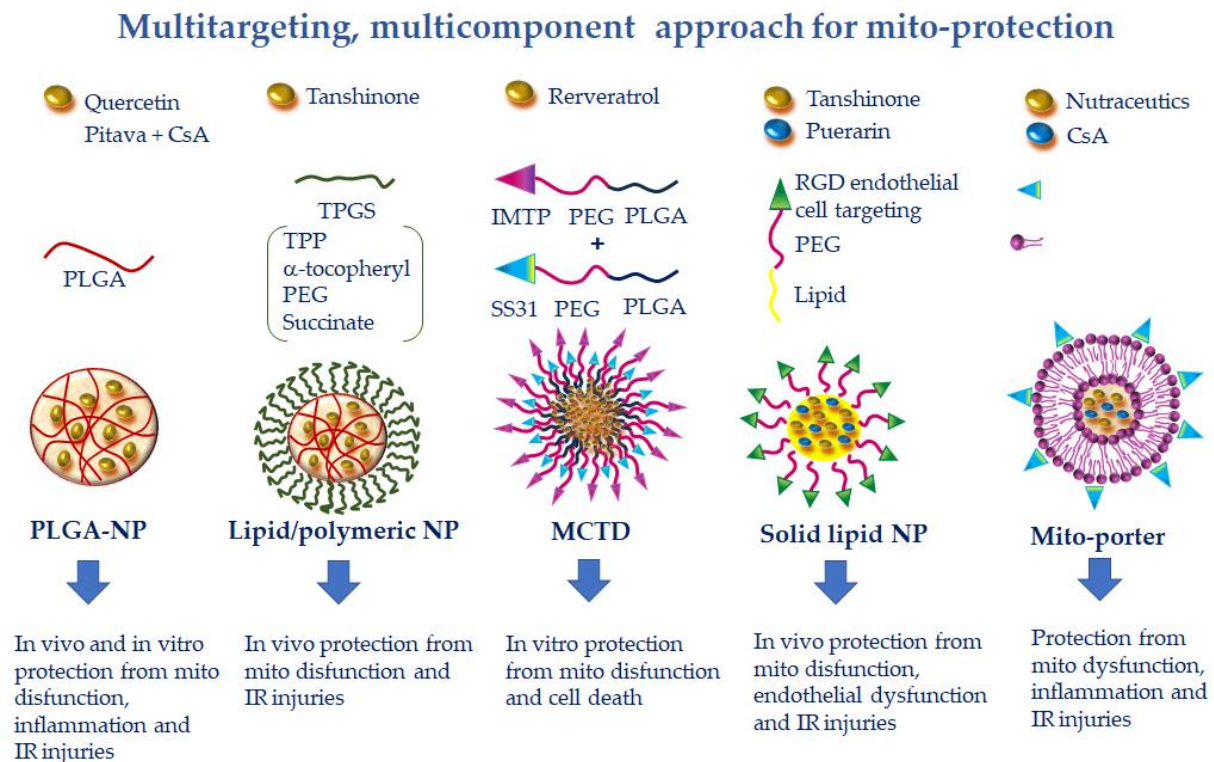 Multitargeting, multicomponent approach for mito-protection
Quercetin
Pitava + CsA
PLGA
PLGA-NP
In vivo and in vitro
protection from mito
disfunction,
inflammation and
IR injuries
Tanshinone
TPGS
TPP
α-tocopheryl
PEG
Succinate
Lipid/polymeric NP
In vivo protection from
mito disfunction and
IR injuries
Rerveratrol
IMTP PEG PLGA
+
SS31 PEG PLGA
MCTD
In vitro protection
from mito disfunction
and cell death
Tanshinone
Puerarin
RGD endothelial
cell targeting
PEG
Lipid
Solid lipid NP
In vivo protection from
mito disfunction,
endothelial dysfunction
and IR injuries
Nutraceutics
CsA
Mito-porter
Protection from
mito dysfunction,
inflammation and
IR injuries